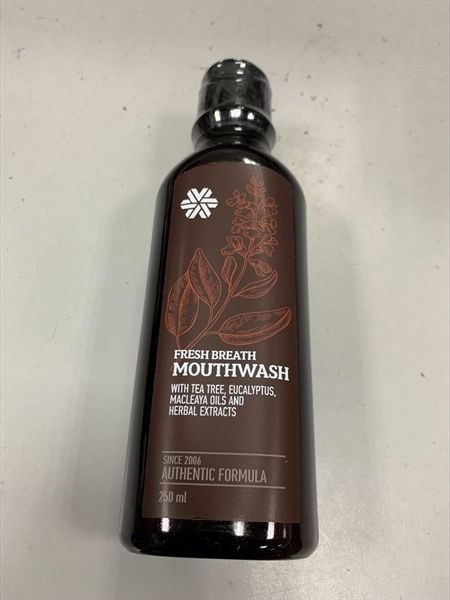 FRESH BREATH
MOUTHWASH
WITH TEA TREE, EUCALYPTUS,
MACLEAYA OILS AND
HERBAL EXTRACTS
SINCE 2006
AUTHENTIC FORMULA
250 ml